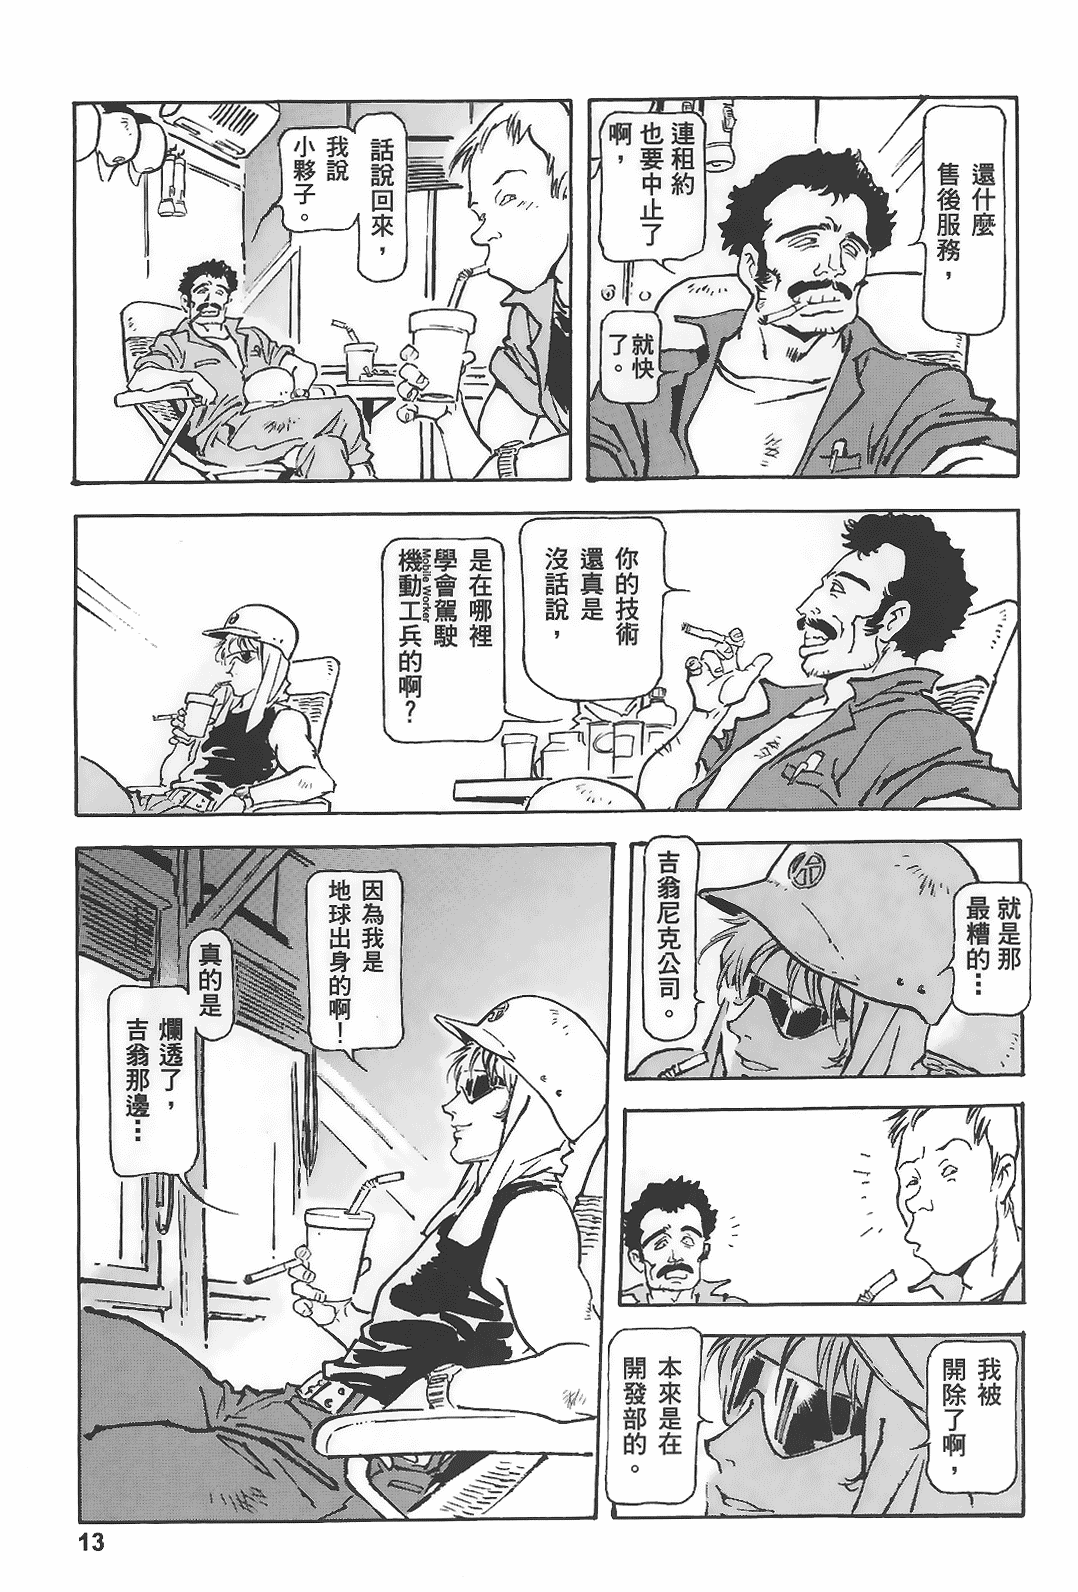 還什麼
售後服務，
連租約
也要中止了
啊，
就快
了。
話說回來，
我說
小夥子。
你的技術
還真是
沒話說，
是在哪裡
學會駕駛
Mobile Worker
機動工兵的啊？
就是那
最糟的…
吉翁尼克公司。
我被
開除了啊，
本來是在
開發部的。
因為我是
地球出身的啊！
真的是
爛透了，
吉翁那邊…
13